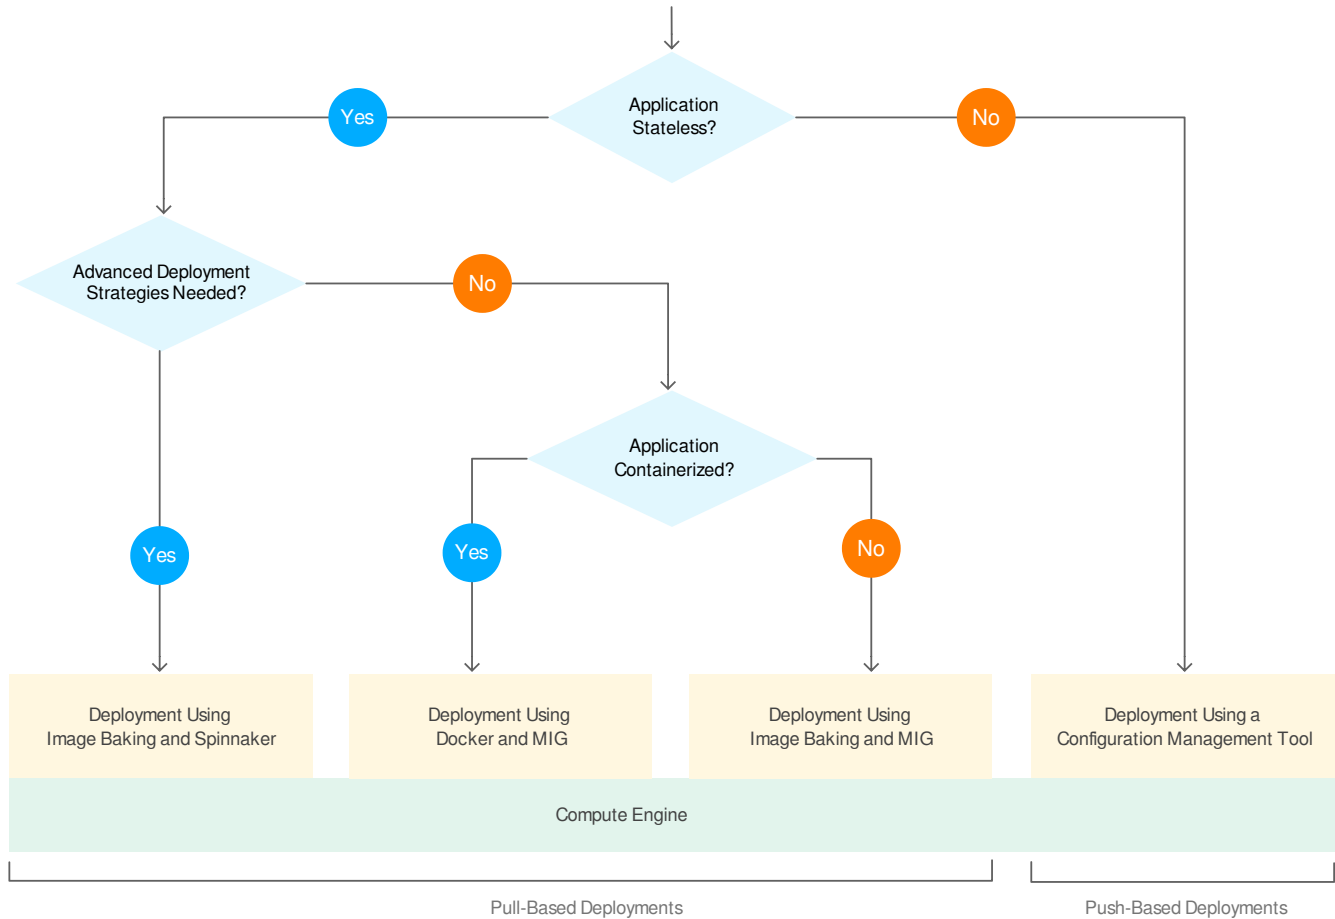 Application
Stateless?
Yes
No
Advanced Deployment
Strategies Needed?
No
Application
Containerized?
Yes
Yes
No
Deployment Using
Image Baking and Spinnaker
Deployment Using
Docker and MIG
Deployment Using
Image Baking and MIG
Deployment Using a
Configuration Management Tool
Compute Engine
Pull-Based Deployments
Push-Based Deployments